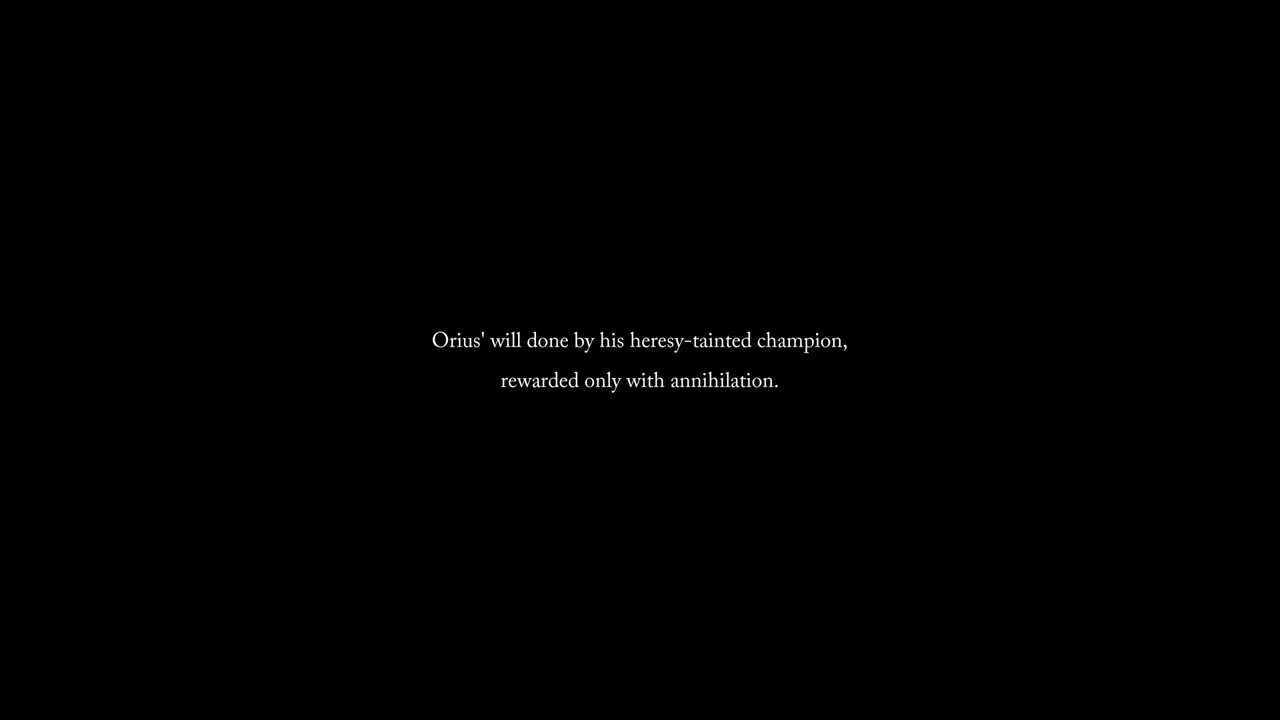 Orius' will done by his heresy-tainted champion,
rewarded only with annihilation.